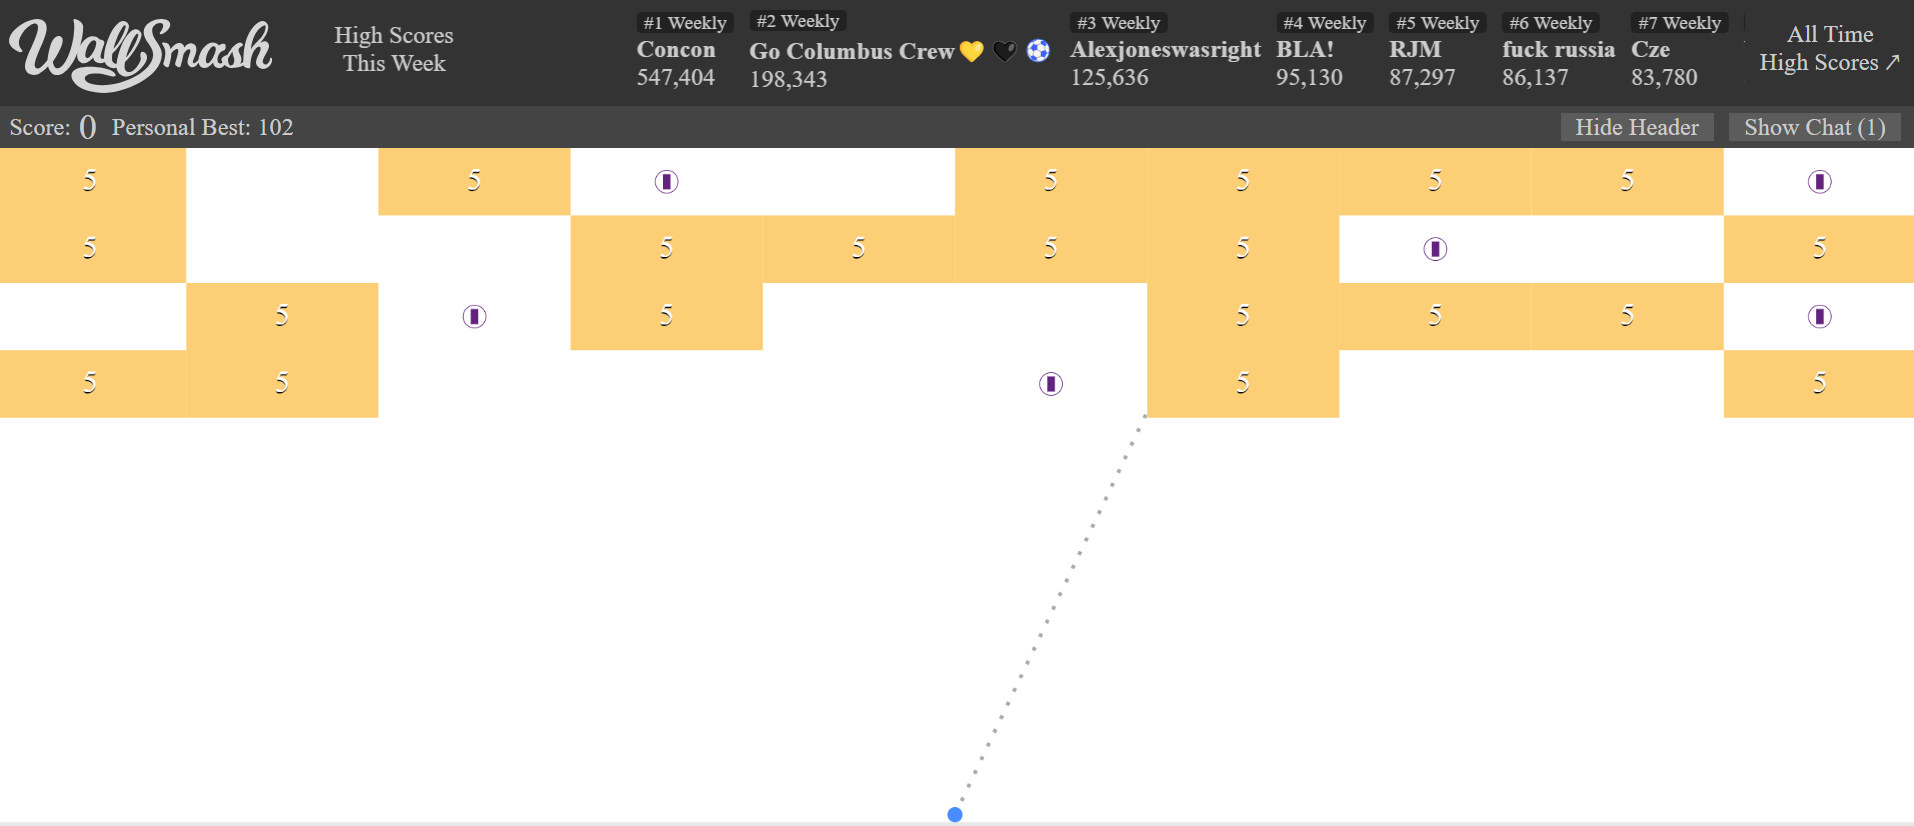 WallSmash
High Scores
This Week
#1 Weekly
Concon
547,404
#2 Weekly
Go Columbus Crew💛 🖤 ⚽
198,343
#3 Weekly
Alexjoneswasright
125,636
#4 Weekly
BLA!
95,130
#5 Weekly
RJM
87,297
#6 Weekly
fuck russia
86,137
#7 Weekly
Cze
83,780
All Time
High Scores ↗
Score: 0 Personal Best: 102
Hide Header
Show Chat (1)
5 5 5 5 5 5
5 5 5 5 5 5
5 5 5 5 5
5 5 5 5